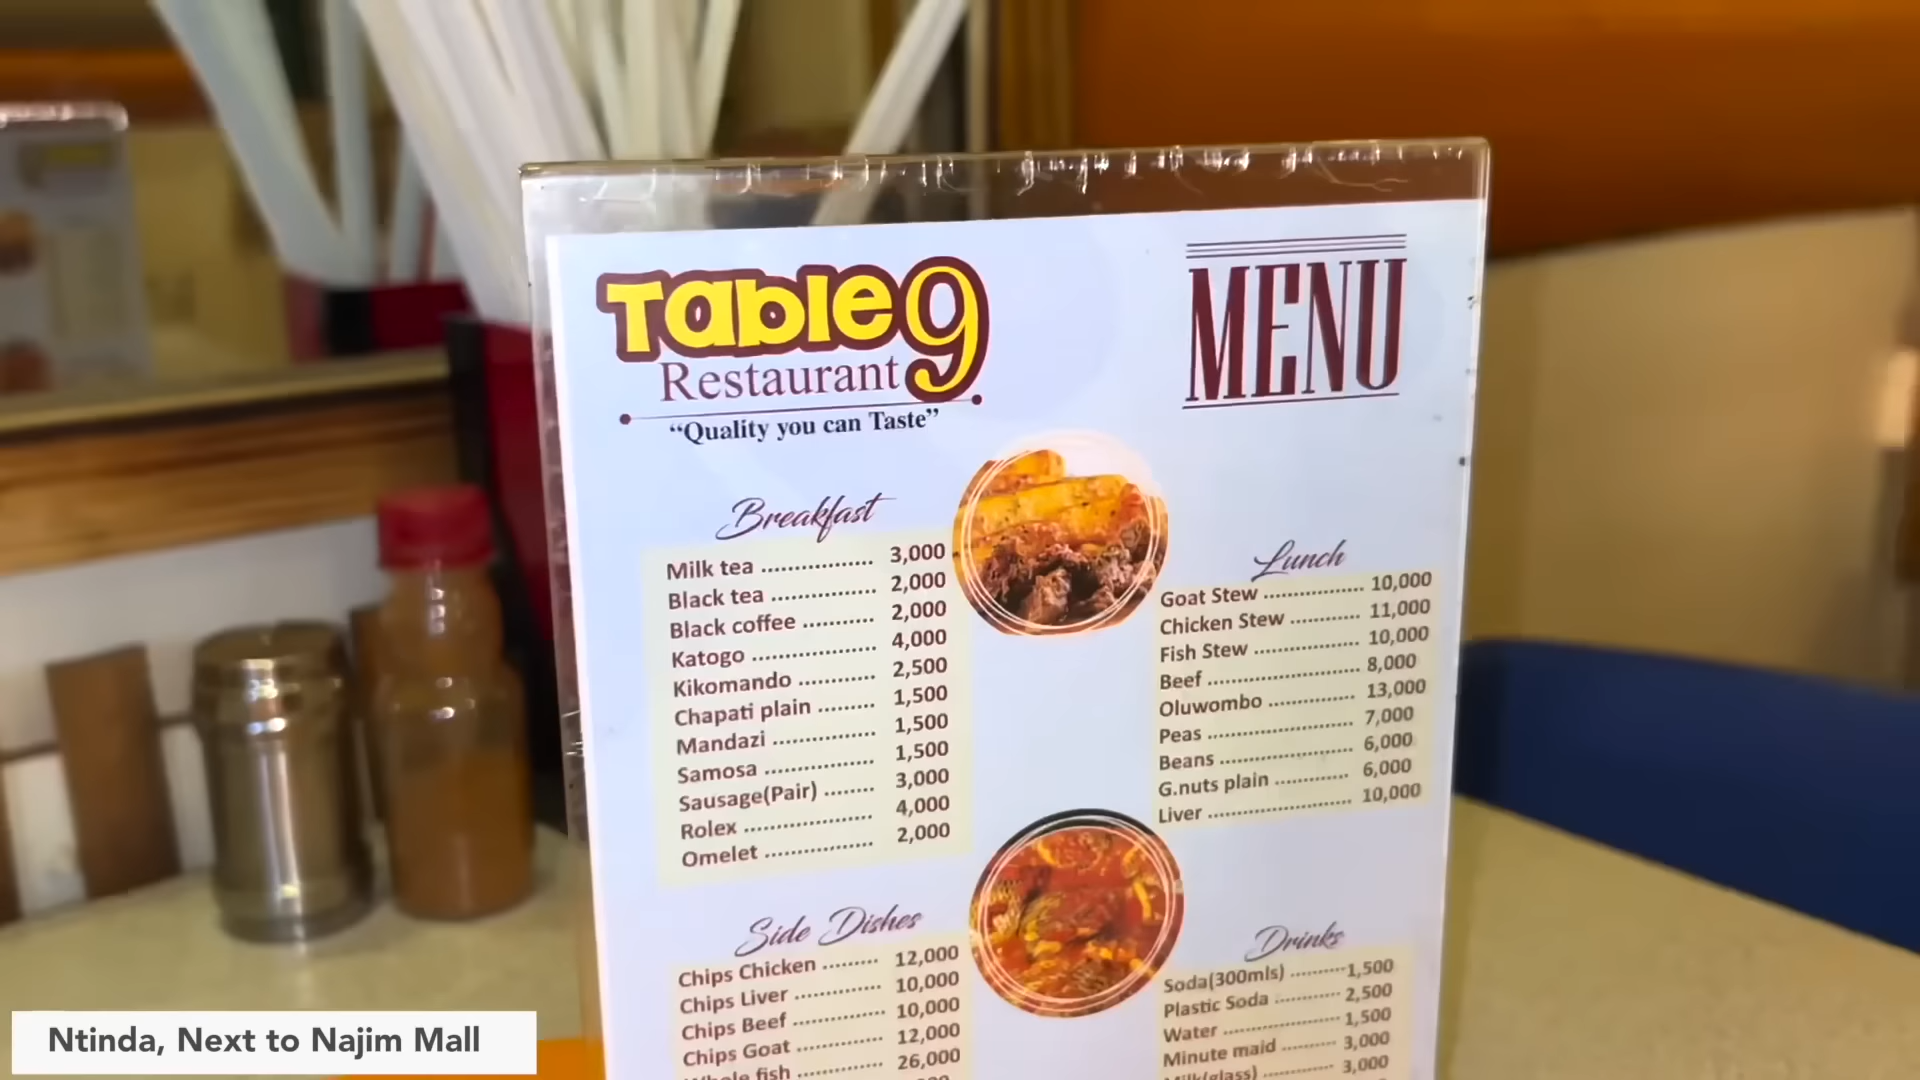 Table 9
Restaurant
“Quality you can Taste”
MENU
Breakfast
Milk tea ................. 3,000
Black tea ................ 2,000
Black coffee ........... 2,000
Katogo ................... 4,000
Kikomando ............ 2,500
Chapati plain ......... 1,500
Mandazi ................ 1,500
Samosa ................. 1,500
Sausage(Pair) ........ 3,000
Rolex .................... 4,000
Omelet ................. 2,000
Lunch
Goat Stew ................ 10,000
Chicken Stew ........... 11,000
Fish Stew ................. 10,000
Beef ........................ 8,000
Oluwombo .............. 13,000
Peas ........................ 7,000
Beans ...................... 6,000
G.nuts plain ............ 6,000
Liver ....................... 10,000
Side Dishes
Chips Chicken ......... 12,000
Chips Liver .............. 10,000
Chips Beef .............. 10,000
Chips Goat .............. 12,000
Whole fish .............. 26,000
Drinks
Soda(300mls) .......... 1,500
Plastic Soda ............ 2,500
Water ..................... 1,500
Minute maid .......... 3,000
Milk(glass) ............. 3,000
Ntinda, Next to Najim Mall